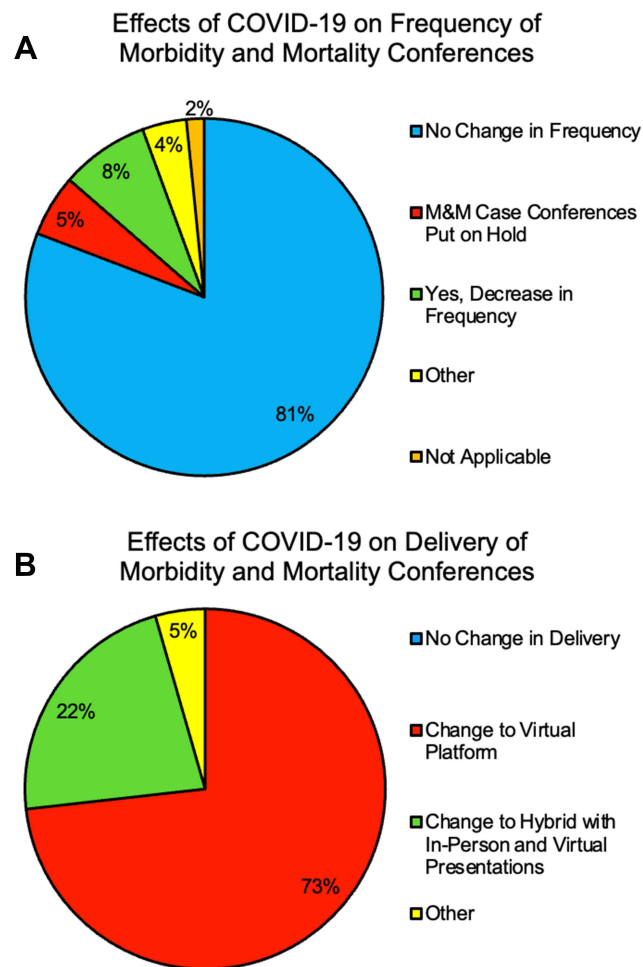 A
Effects of COVID-19 on Frequency of
Morbidity and Mortality Conferences
2%
4%
8%
5%
81%
No Change in Frequency
M&M Case Conferences
Put on Hold
Yes, Decrease in
Frequency
Other
Not Applicable
B
Effects of COVID-19 on Delivery of
Morbidity and Mortality Conferences
5%
22%
73%
No Change in Delivery
Change to Virtual
Platform
Change to Hybrid with
In-Person and Virtual
Presentations
Other